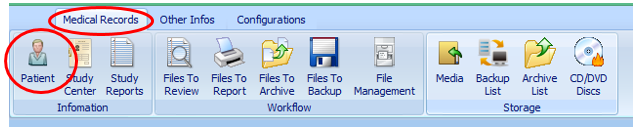 Medical Records Other Infos Configurations
Patient Study Center Study Reports Files To Review Files To Report Files To Archive Files To Backup File Management Media Backup List Archive List CD/DVD Discs
Infomation Workflow Storage